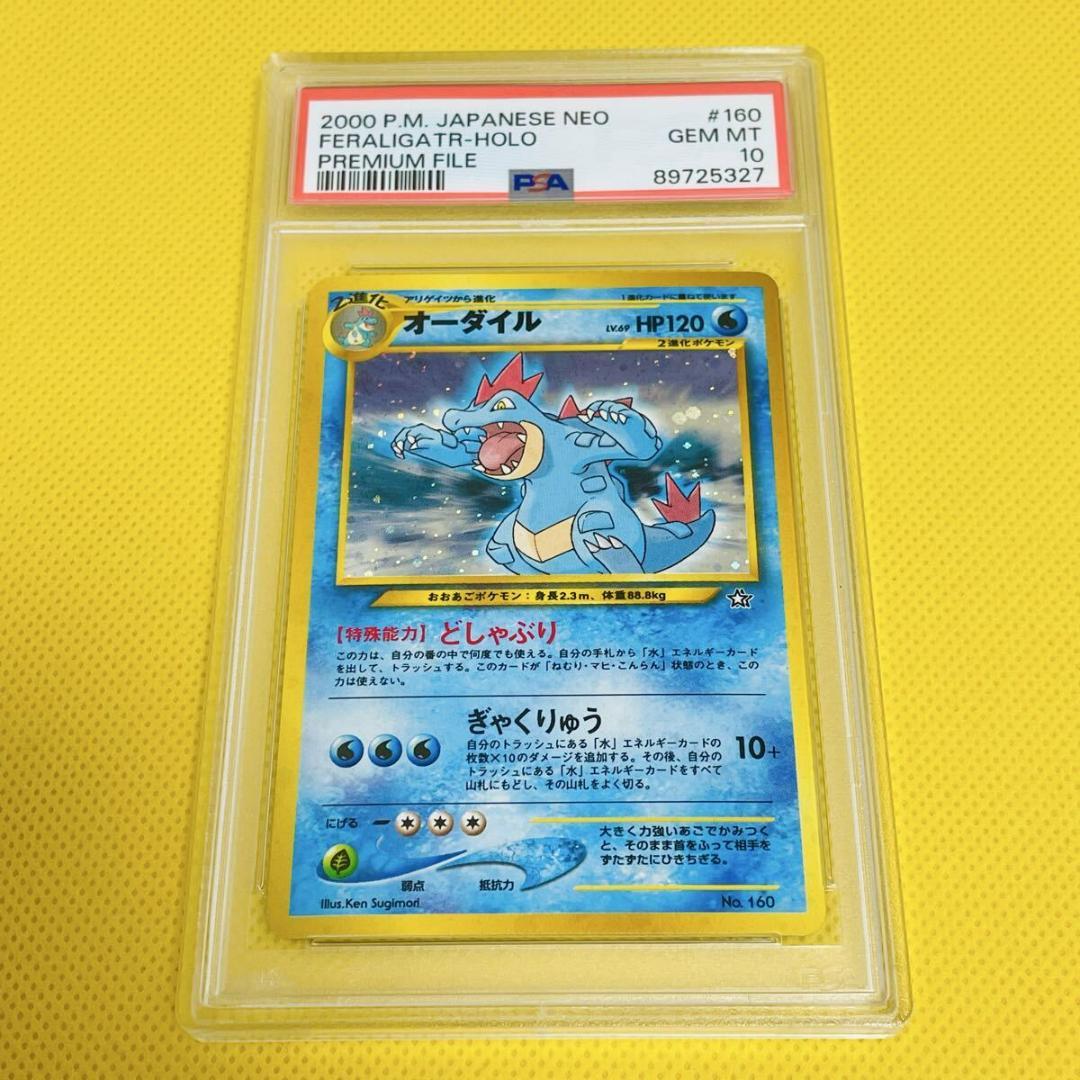 2000 P.M. JAPANESE NEO #160
FERALIGATR-HOLO GEM MT
PREMIUM FILE 10
PSA 89725327
2進化 アリゲイツから進化 1進化カードに重ねて使います
オーダイル LV.69 HP120
2進化ポケモン
おおあごポケモン:身長2.3m、体重88.8kg
【特殊能力】どしゃぶり
この力は、自分の番の中で何度でも使える。自分の手札から「水」エネルギーカード
を出して、トラッシュする。このカードが「ねむり・マヒ・こんらん」状態のとき、この
力は使えない。
ぎゃくりゅう
自分のトラッシュにある「水」エネルギーカードの
枚数×10のダメージを追加する。その後、自分の
トラッシュにある「水」エネルギーカードをすべて
山札にもどし、その山札をよく切る。
10+
にげる
大きく力強いあごでかみつく
と、そのまま首をふって相手を
ずたずたにひきちぎる。
弱点 抵抗力
Illus.Ken Sugimori No. 160